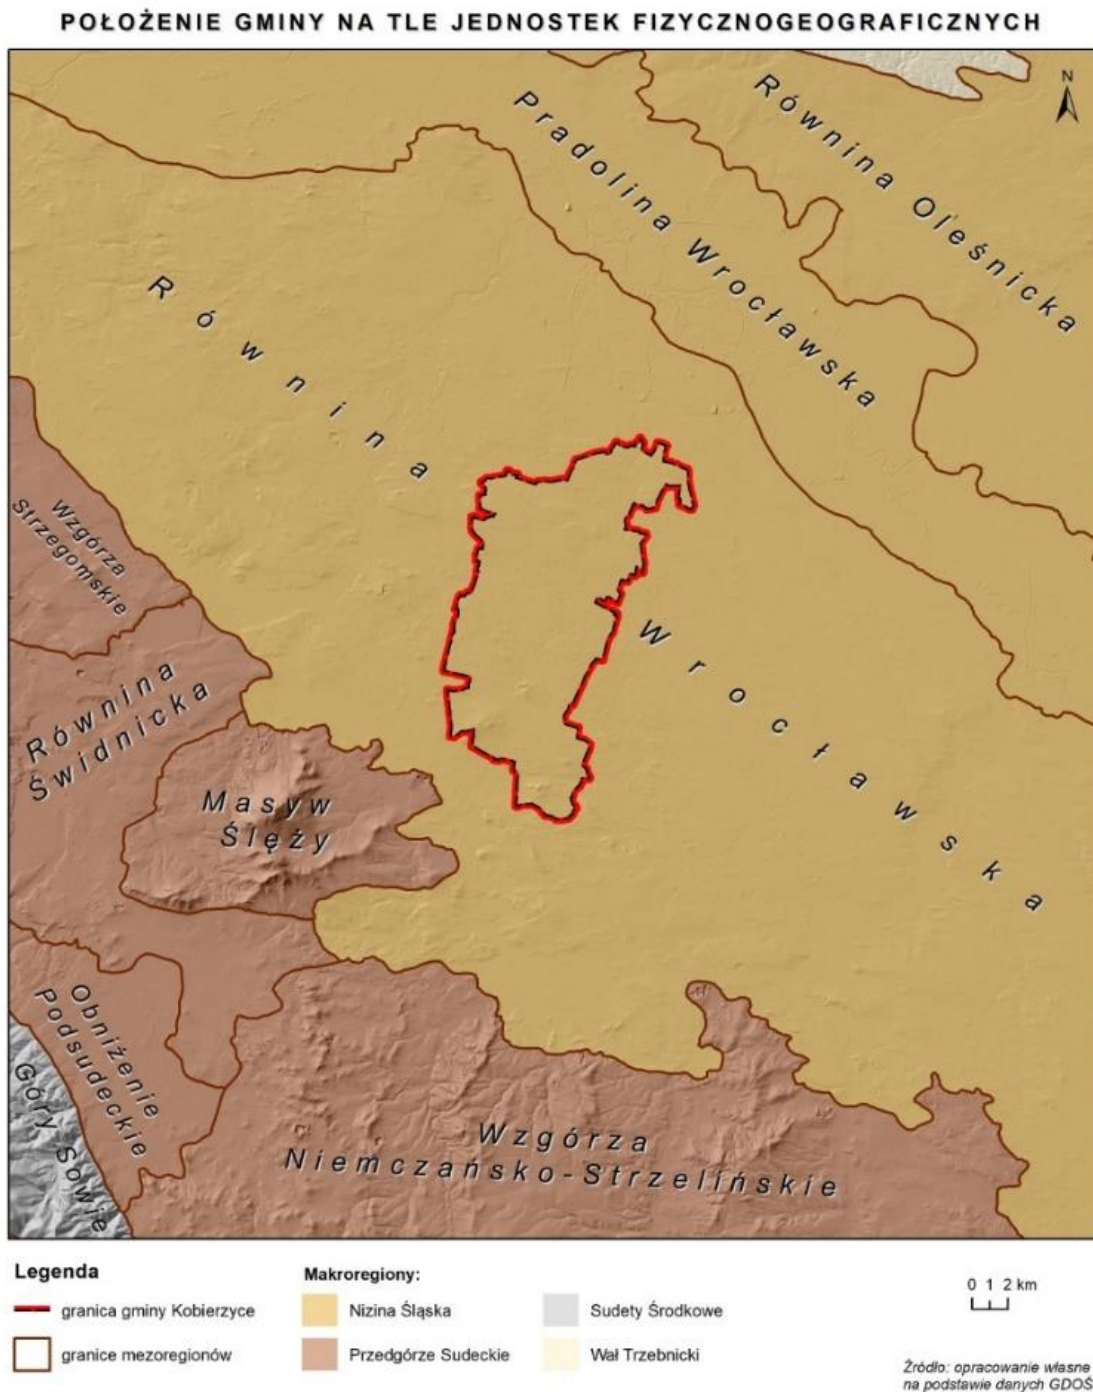 POŁOŻENIE GMINY NA TLE JEDNOSTEK FIZYCZNOGEOGRAFICZNYCH
N
Równina Oleśnicka
Pradolina Wrocławska
Równina
Wrocławska
Wzgórza
Strzegomskie
Równina
Świdnicka
Masyw
Ślęży
Obniżenie
Podsudeckie
Góry Sowie
Wzgórza
Niemczańsko-Strzelińskie
Legenda
granica gminy Kobierzyce
granice mezoregionów
Makroregiony:
Nizina Śląska
Przedgórze Sudeckie
Sudety Środkowe
Wał Trzebnicki
0 1 2 km
Źródło: opracowanie własne
na podstawie danych GDOŚ